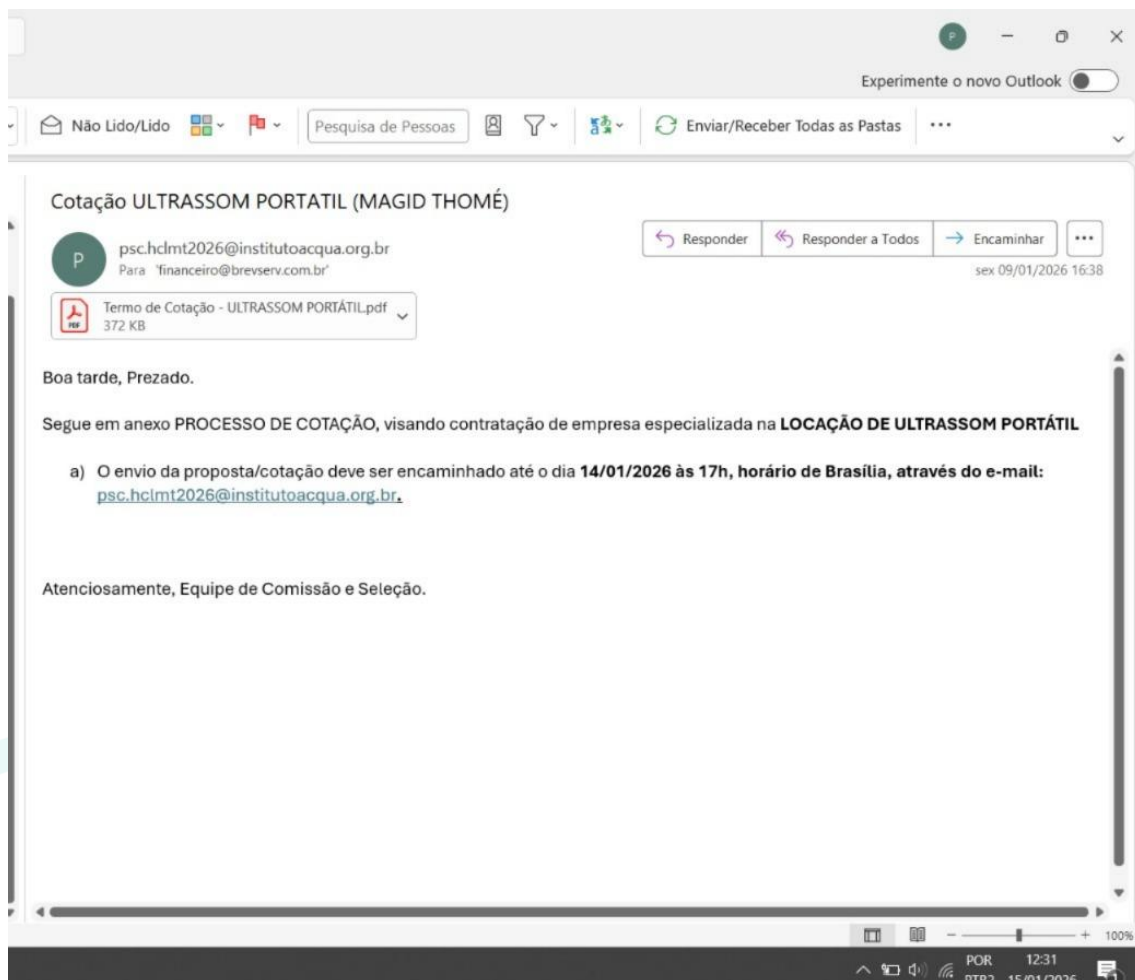 P
Experimente o novo Outlook
Não Lido/Lido
Pesquisa de Pessoas
Enviar/Receber Todas as Pastas
Cotação ULTRASSOM PORTATIL (MAGID THOMÉ)
P
psc.hclmt2026@institutoacqua.org.br
Para 'financeiro@brevserv.com.br'
Responder
Responder a Todos
Encaminhar
sex 09/01/2026 16:38
PDF
Termo de Cotação - ULTRASSOM PORTÁTIL.pdf
372 KB
Boa tarde, Prezado.
Segue em anexo PROCESSO DE COTAÇÃO, visando contratação de empresa especializada na LOCAÇÃO DE ULTRASSOM PORTÁTIL
a) O envio da proposta/cotação deve ser encaminhado até o dia 14/01/2026 às 17h, horário de Brasília, através do e-mail:
psc.hclmt2026@institutoacqua.org.br.
Atenciosamente, Equipe de Comissão e Seleção.
100%
POR 12:31
PTB2 15/01/2026